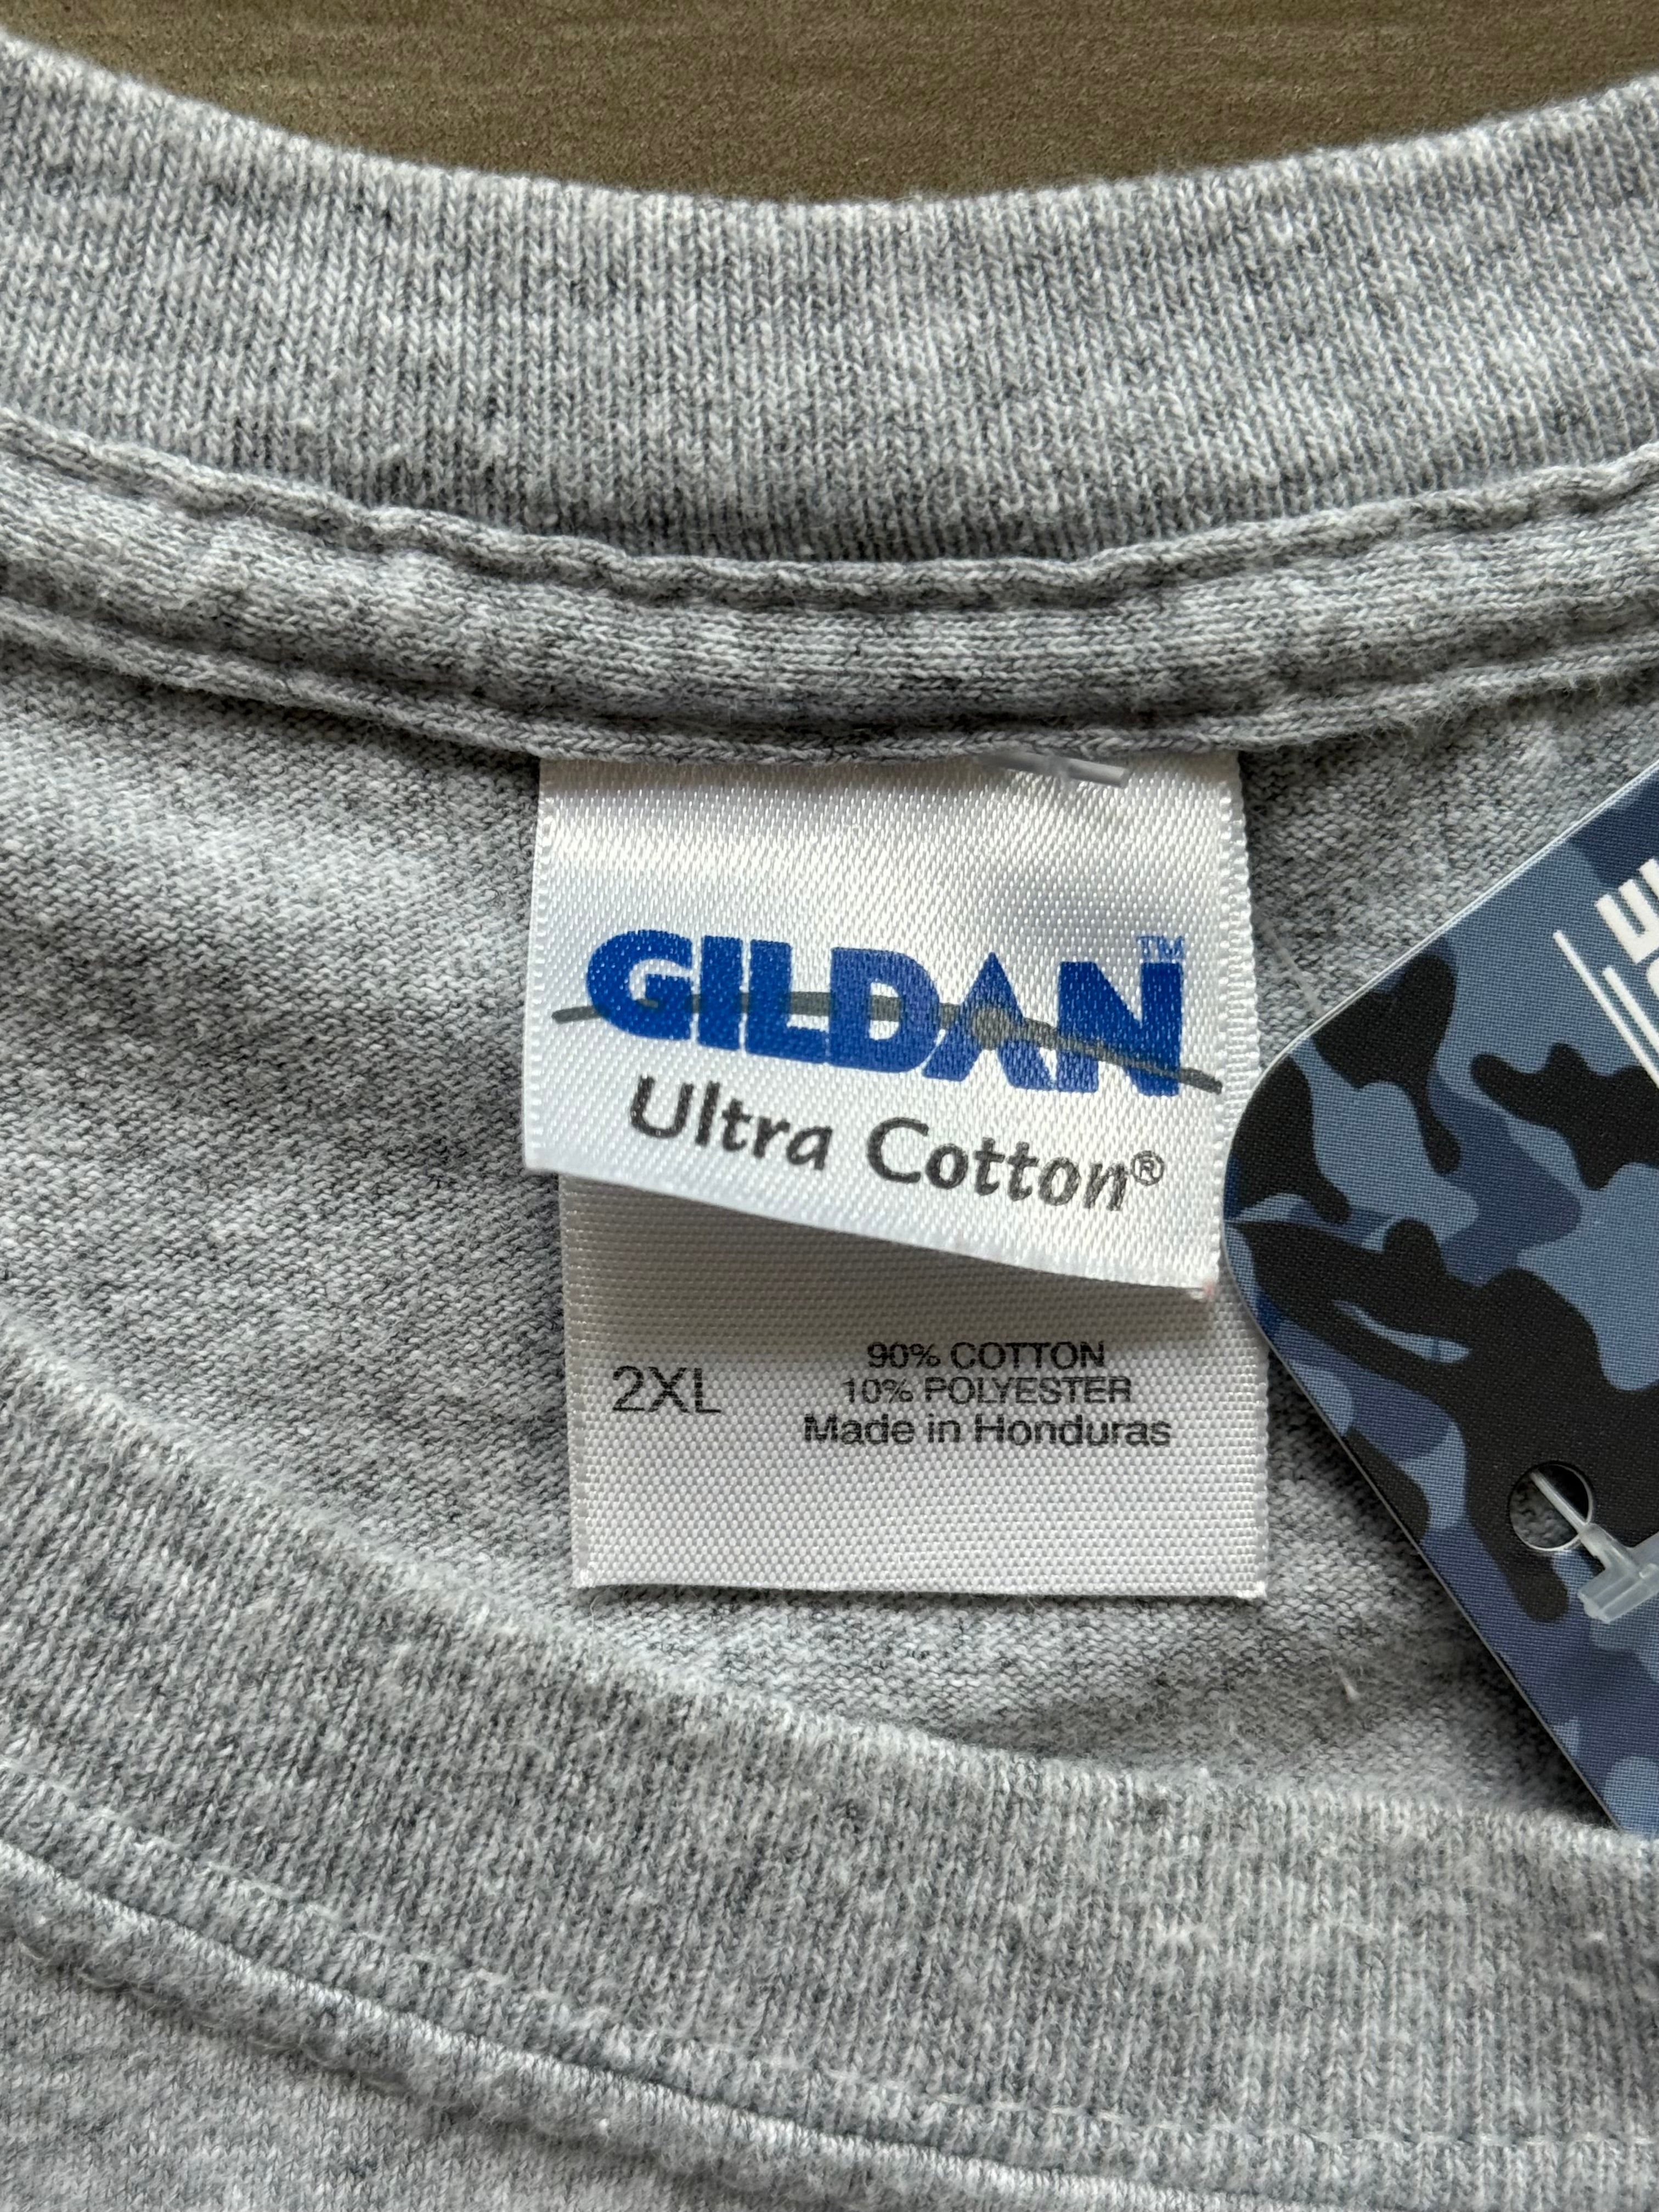 GILDAN™
Ultra Cotton®
2XL
90% COTTON
10% POLYESTER
Made in Honduras